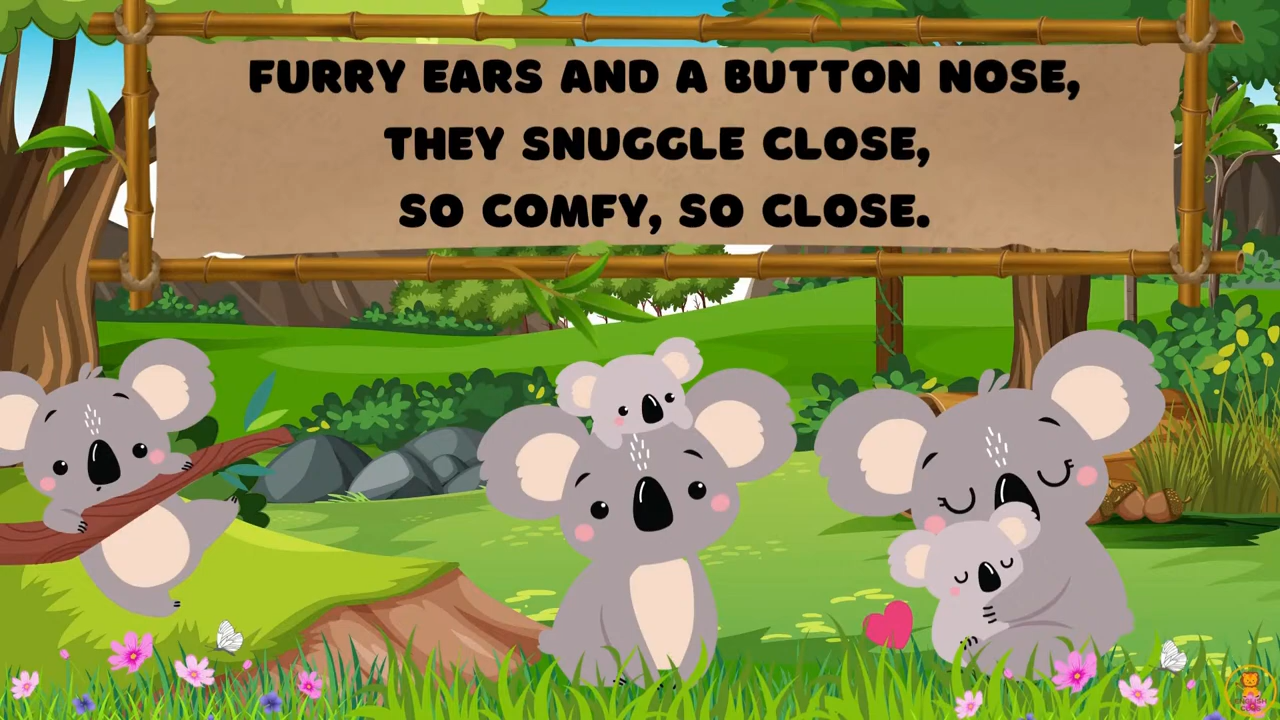 FURRY EARS AND A BUTTON NOSE,
THEY SNUGGLE CLOSE,
SO COMFY, SO CLOSE.